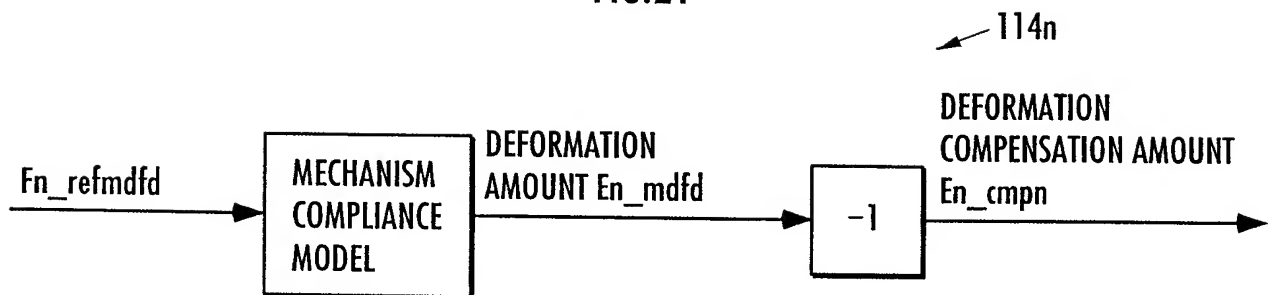 114n
DEFORMATION
COMPENSATION AMOUNT
En_cmpn
DEFORMATION
AMOUNT En_mdfd
Fn_refmdfd
MECHANISM
COMPLIANCE
MODEL
-1